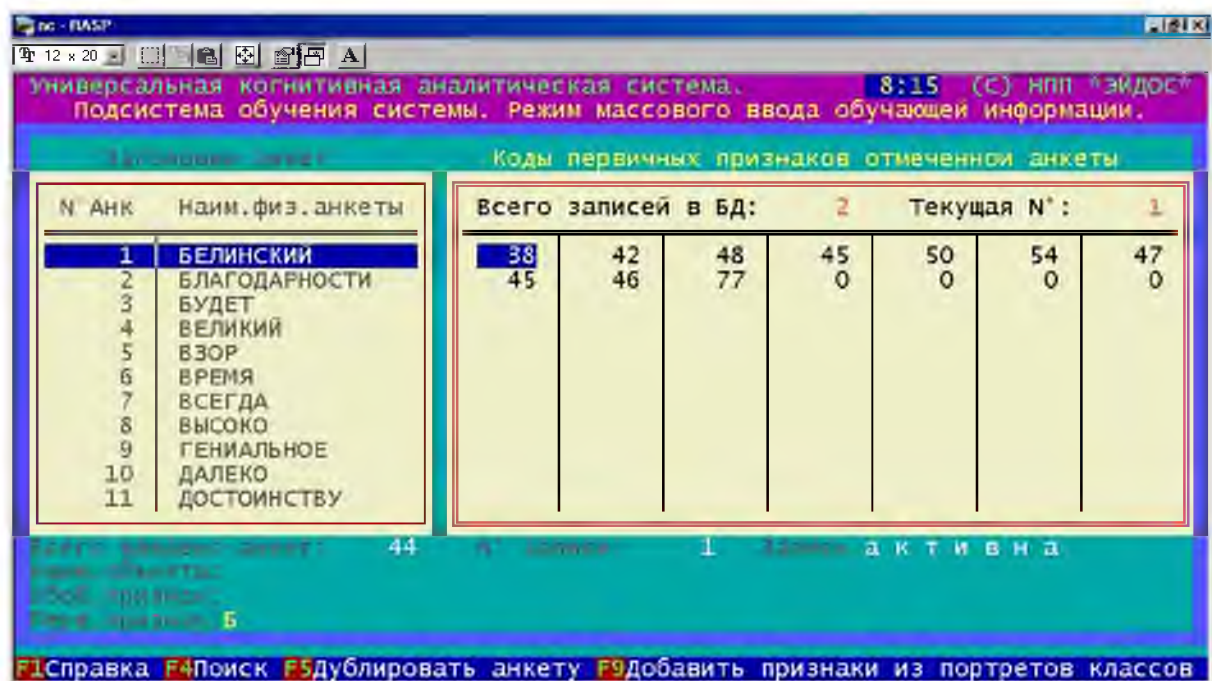 nc - RASP
12 x 20
Универсальная когнитивная аналитическая система. 8:15 (C) НПП *ЭЙДОС*
Подсистема обучения системы. Режим массового ввода обучающей информации.
Коды первичных признаков отмеченной анкеты
N°Анк Наим.физ.анкеты
1 БЕЛИНСКИЙ
2 БЛАГОДАРНОСТИ
3 БУДЕТ
4 ВЕЛИКИЙ
5 ВЗОР
6 ВРЕМЯ
7 ВСЕГДА
8 ВЫСОКО
9 ГЕНИАЛЬНОЕ
10 ДАЛЕКО
11 ДОСТОИНСТВУ
Всего записей в БД: 2 Текущая N°: 1
38 42 48 45 50 54 47
45 46 77 0 0 0 0
44 1 а к т и в н а
Б
F1Справка F4Поиск F5Дублировать анкету F9Добавить признаки из портретов классов